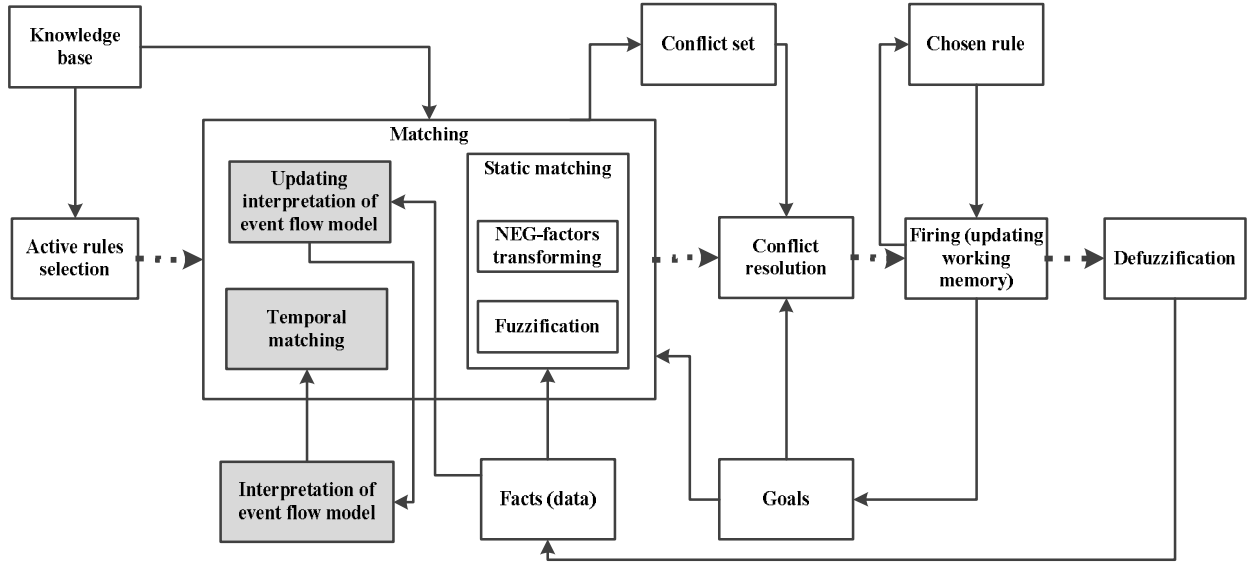 Knowledge
base
Conflict set
Chosen rule
Matching
Updating
interpretation of
event flow model
Static matching
NEG-factors
transforming
Fuzzification
Temporal
matching
Active rules
selection
Conflict
resolution
Firing (updating
working
memory)
Defuzzification
Interpretation of
event flow model
Facts (data)
Goals